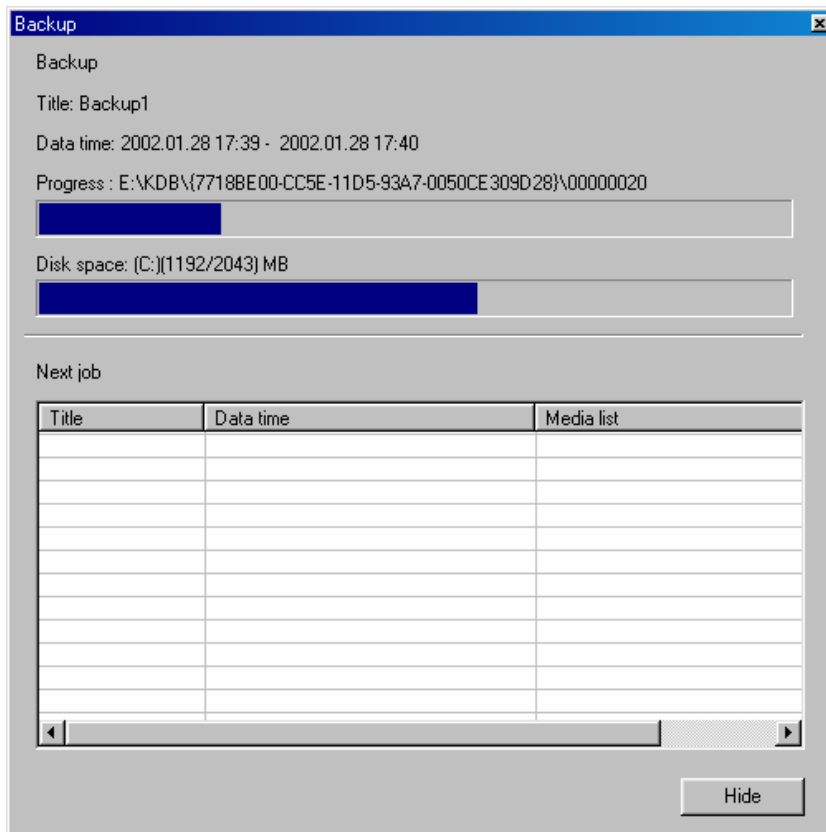 Backup
Backup
Title: Backup1
Data time: 2002.01.28 17:39 - 2002.01.28 17:40
Progress : E:\KDB\{7718BE00-CC5E-11D5-93A7-0050CE309D28}\00000020
Disk space: (C:)(1192/2043) MB
Next job
Title Data time Media list
Hide